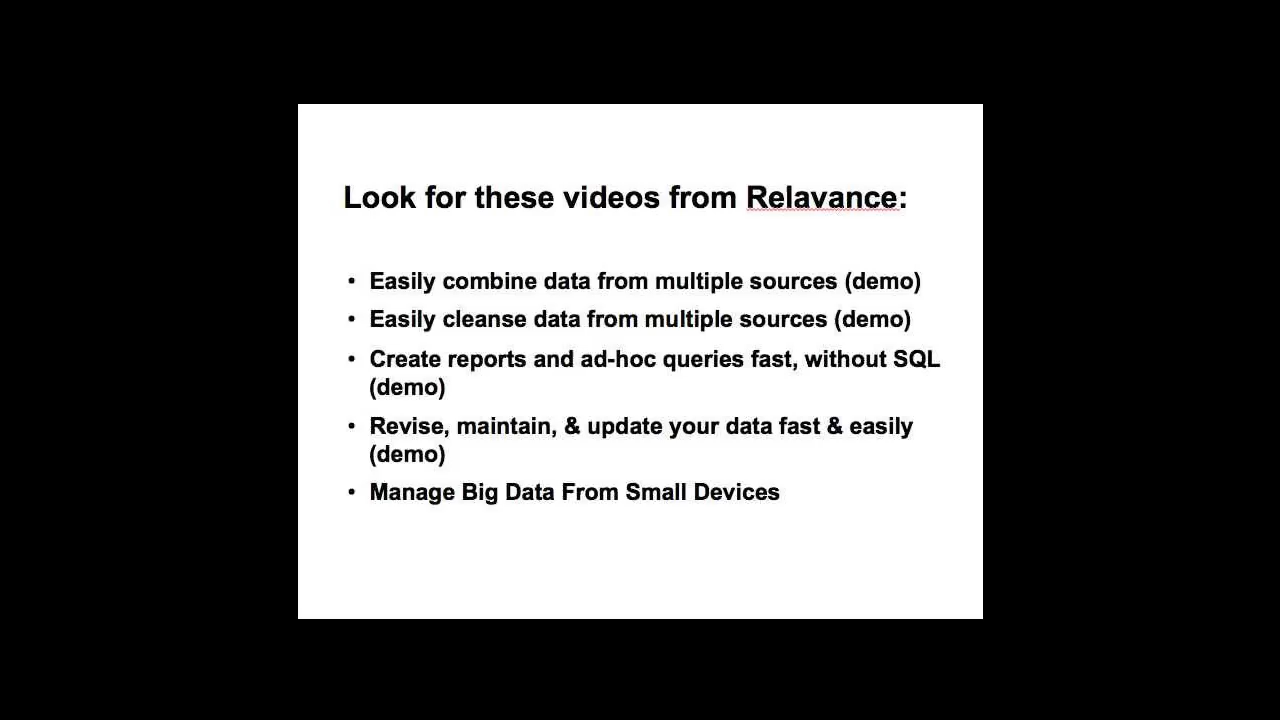 Look for these videos from Relavance:
• Easily combine data from multiple sources (demo)
• Easily cleanse data from multiple sources (demo)
• Create reports and ad-hoc queries fast, without SQL
(demo)
• Revise, maintain, & update your data fast & easily
(demo)
• Manage Big Data From Small Devices